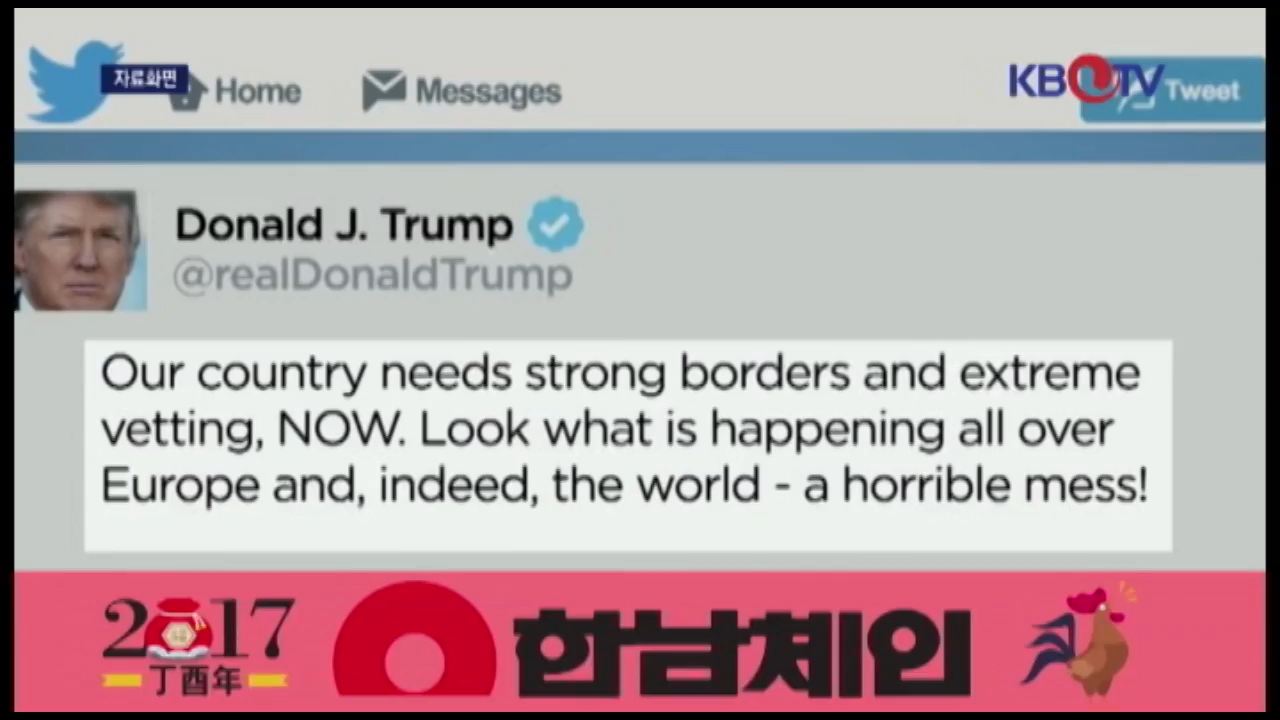 자료화면
Home
Messages
KBTV
Tweet
Donald J. Trump
@realDonaldTrump
Our country needs strong borders and extreme
vetting, NOW. Look what is happening all over
Europe and, indeed, the world - a horrible mess!
2017
丁酉年
한남체인